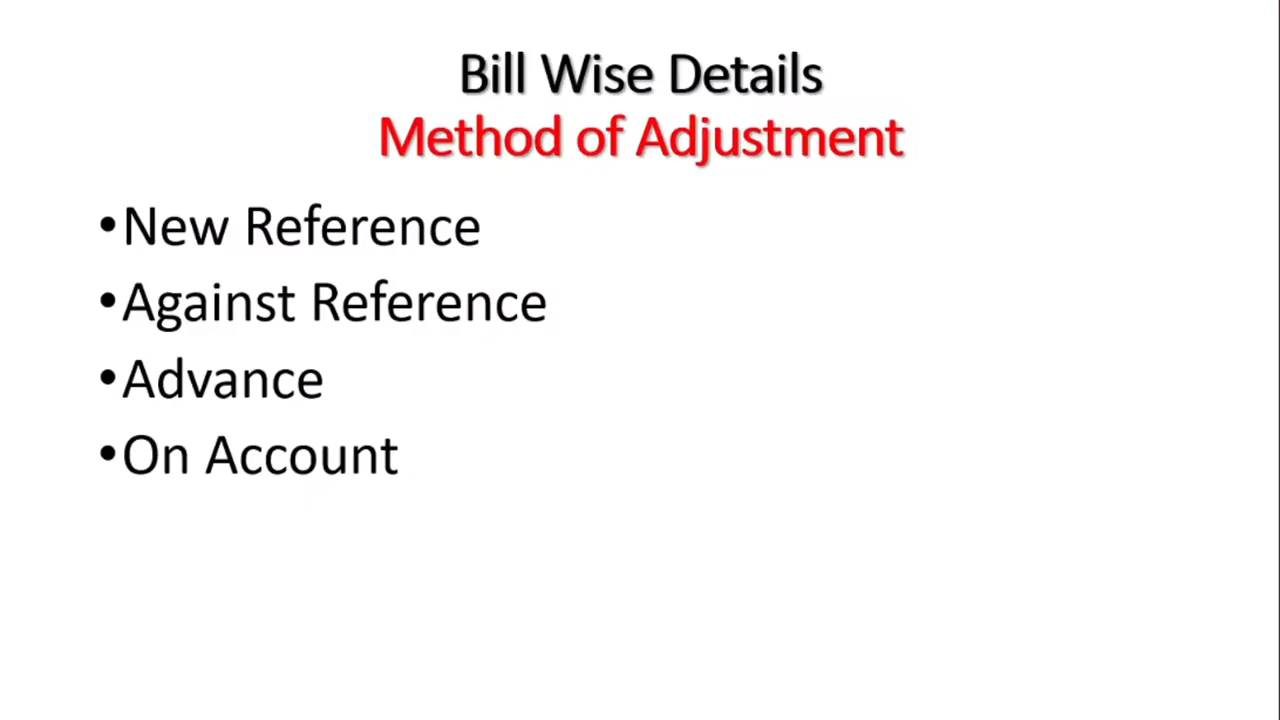 Bill Wise Details
Method of Adjustment
•New Reference
•Against Reference
•Advance
•On Account